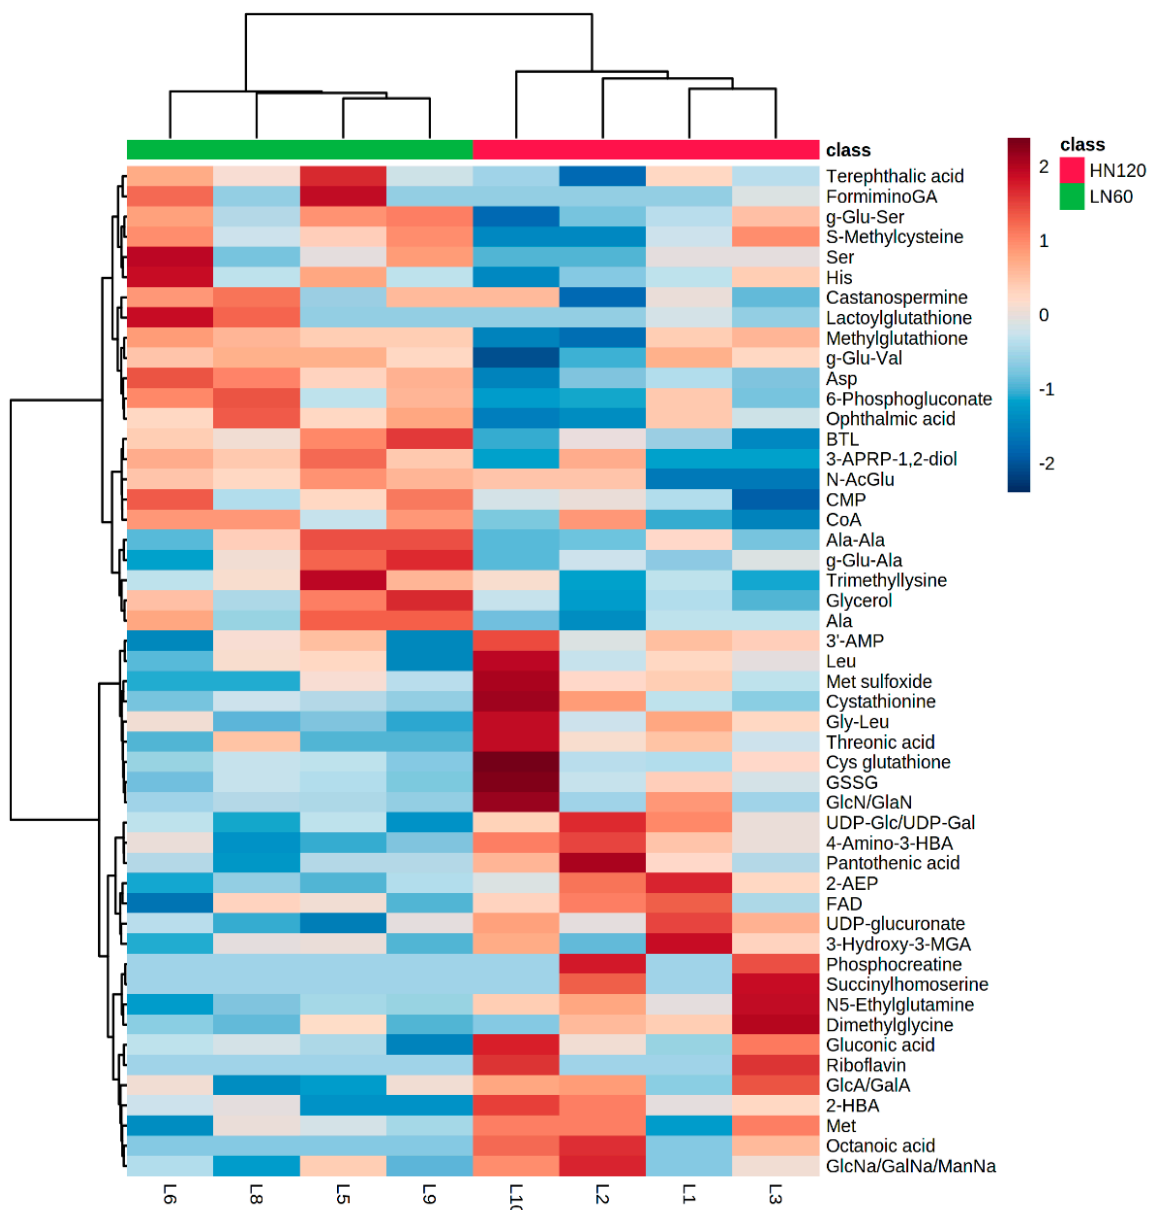 class
Terephthalic acid
FormiminoGA
g-Glu-Ser
S-Methylcysteine
Ser
His
Castanospermine
Lactoylglutathione
Methylglutathione
g-Glu-Val
Asp
6-Phosphogluconate
Ophthalmic acid
BTL
3-APRP-1,2-diol
N-AcGlu
CMP
CoA
Ala-Ala
g-Glu-Ala
Trimethyllysine
Glycerol
Ala
3'-AMP
Leu
Met sulfoxide
Cystathionine
Gly-Leu
Threonic acid
Cys glutathione
GSSG
GlcN/GlaN
UDP-Glc/UDP-Gal
4-Amino-3-HBA
Pantothenic acid
2-AEP
FAD
UDP-glucuronate
3-Hydroxy-3-MGA
Phosphocreatine
Succinylhomoserine
N5-Ethylglutamine
Dimethylglycine
Gluconic acid
Riboflavin
GlcA/GalA
2-HBA
Met
Octanoic acid
GlcNa/GalNa/ManNa
L6
L8
L5
L9
L10
L2
L1
L3
2
1
0
-1
-2
class
HN120
LN60